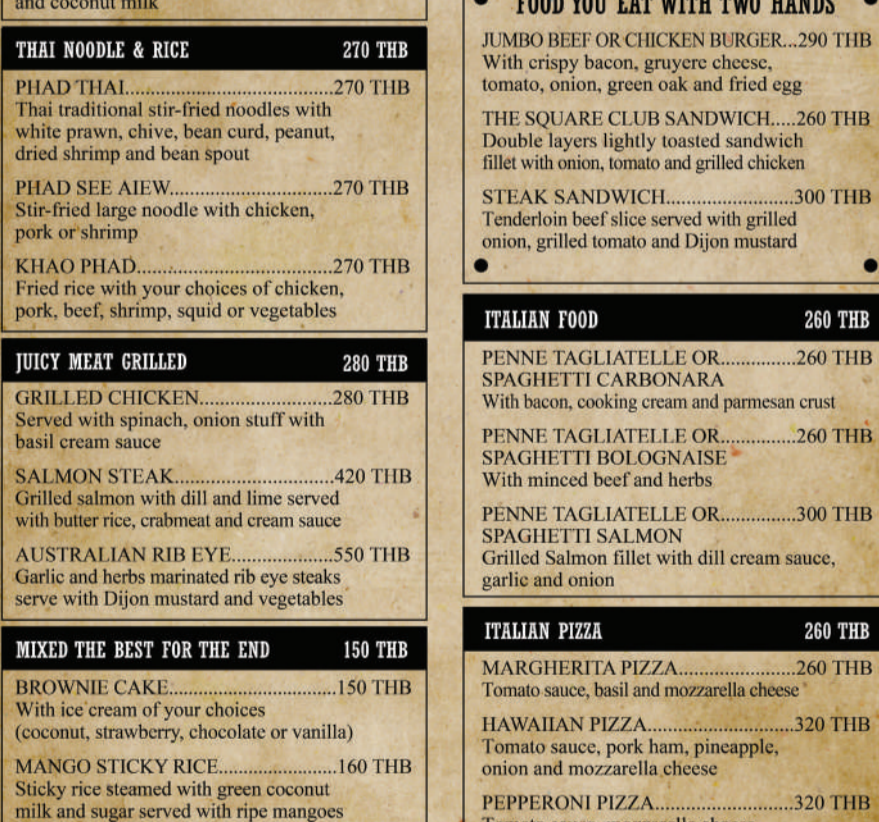 and coconut milk
THAI NOODLE & RICE 270 THB
PHAD THAI.....................................270 THB
Thai traditional stir-fried noodles with
white prawn, chive, bean curd, peanut,
dried shrimp and bean spout
PHAD SEE AIEW.............................270 THB
Stir-fried large noodle with chicken,
pork or shrimp
KHAO PHAD...................................270 THB
Fried rice with your choices of chicken,
pork, beef, shrimp, squid or vegetables
JUICY MEAT GRILLED 280 THB
GRILLED CHICKEN........................280 THB
Served with spinach, onion stuff with
basil cream sauce
SALMON STEAK............................420 THB
Grilled salmon with dill and lime served
with butter rice, crabmeat and cream sauce
AUSTRALIAN RIB EYE..................550 THB
Garlic and herbs marinated rib eye steaks
serve with Dijon mustard and vegetables
MIXED THE BEST FOR THE END 150 THB
BROWNIE CAKE..............................150 THB
With ice cream of your choices
(coconut, strawberry, chocolate or vanilla)
MANGO STICKY RICE.....................160 THB
Sticky rice steamed with green coconut
milk and sugar served with ripe mangoes
FOOD YOU EAT WITH TWO HANDS
JUMBO BEEF OR CHICKEN BURGER...290 THB
With crispy bacon, gruyere cheese,
tomato, onion, green oak and fried egg
THE SQUARE CLUB SANDWICH.....260 THB
Double layers lightly toasted sandwich
fillet with onion, tomato and grilled chicken
STEAK SANDWICH.......................300 THB
Tenderloin beef slice served with grilled
onion, grilled tomato and Dijon mustard
ITALIAN FOOD 260 THB
PENNE TAGLIATELLE OR..............260 THB
SPAGHETTI CARBONARA
With bacon, cooking cream and parmesan crust
PENNE TAGLIATELLE OR..............260 THB
SPAGHETTI BOLOGNAISE
With minced beef and herbs
PENNE TAGLIATELLE OR..............300 THB
SPAGHETTI SALMON
Grilled Salmon fillet with dill cream sauce,
garlic and onion
ITALIAN PIZZA 260 THB
MARGHERITA PIZZA.....................260 THB
Tomato sauce, basil and mozzarella cheese
HAWAIIAN PIZZA..........................320 THB
Tomato sauce, pork ham, pineapple,
onion and mozzarella cheese
PEPPERONI PIZZA.........................320 THB